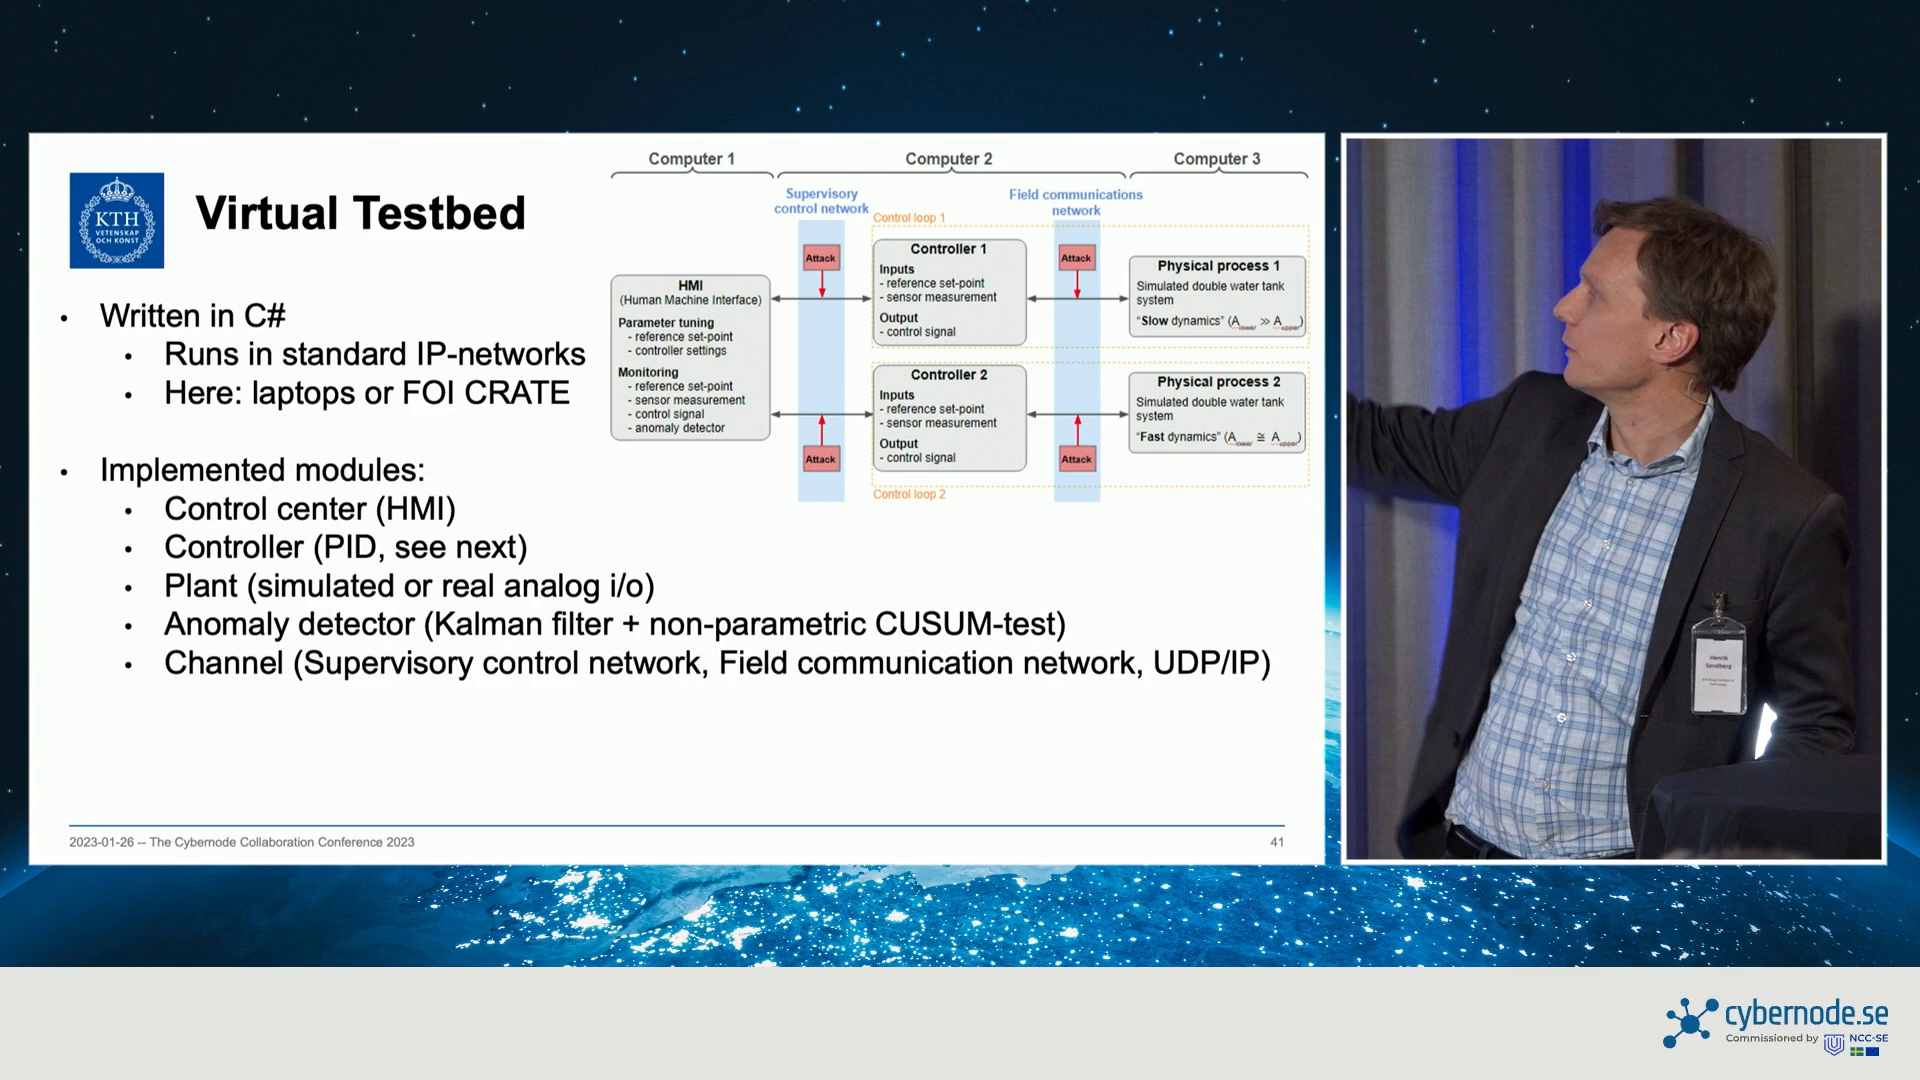 KTH
VETENSKAP
OCH KONST
Virtual Testbed
• Written in C#
• Runs in standard IP-networks
• Here: laptops or FOI CRATE
• Implemented modules:
• Control center (HMI)
• Controller (PID, see next)
• Plant (simulated or real analog i/o)
• Anomaly detector (Kalman filter + non-parametric CUSUM-test)
• Channel (Supervisory control network, Field communication network, UDP/IP)
Computer 1
Computer 2
Computer 3
Supervisory
control network
Field communications
network
Control loop 1
Attack
Attack
HMI
(Human Machine Interface)
Parameter tuning
- reference set-point
- controller settings
Monitoring
- reference set-point
- sensor measurement
- control signal
- anomaly detector
Controller 1
Inputs
- reference set-point
- sensor measurement
Output
- control signal
Physical process 1
Simulated double water tank
system
“Slow dynamics” (Alower ≫ Aupper)
Controller 2
Inputs
- reference set-point
- sensor measurement
Output
- control signal
Physical process 2
Simulated double water tank
system
“Fast dynamics” (Alower ≅ Aupper)
Attack
Attack
Control loop 2
2023-01-26 -- The Cybernode Collaboration Conference 2023
41
Henrik
Sandberg
cybernode.se
Commissioned by
NCC-SE